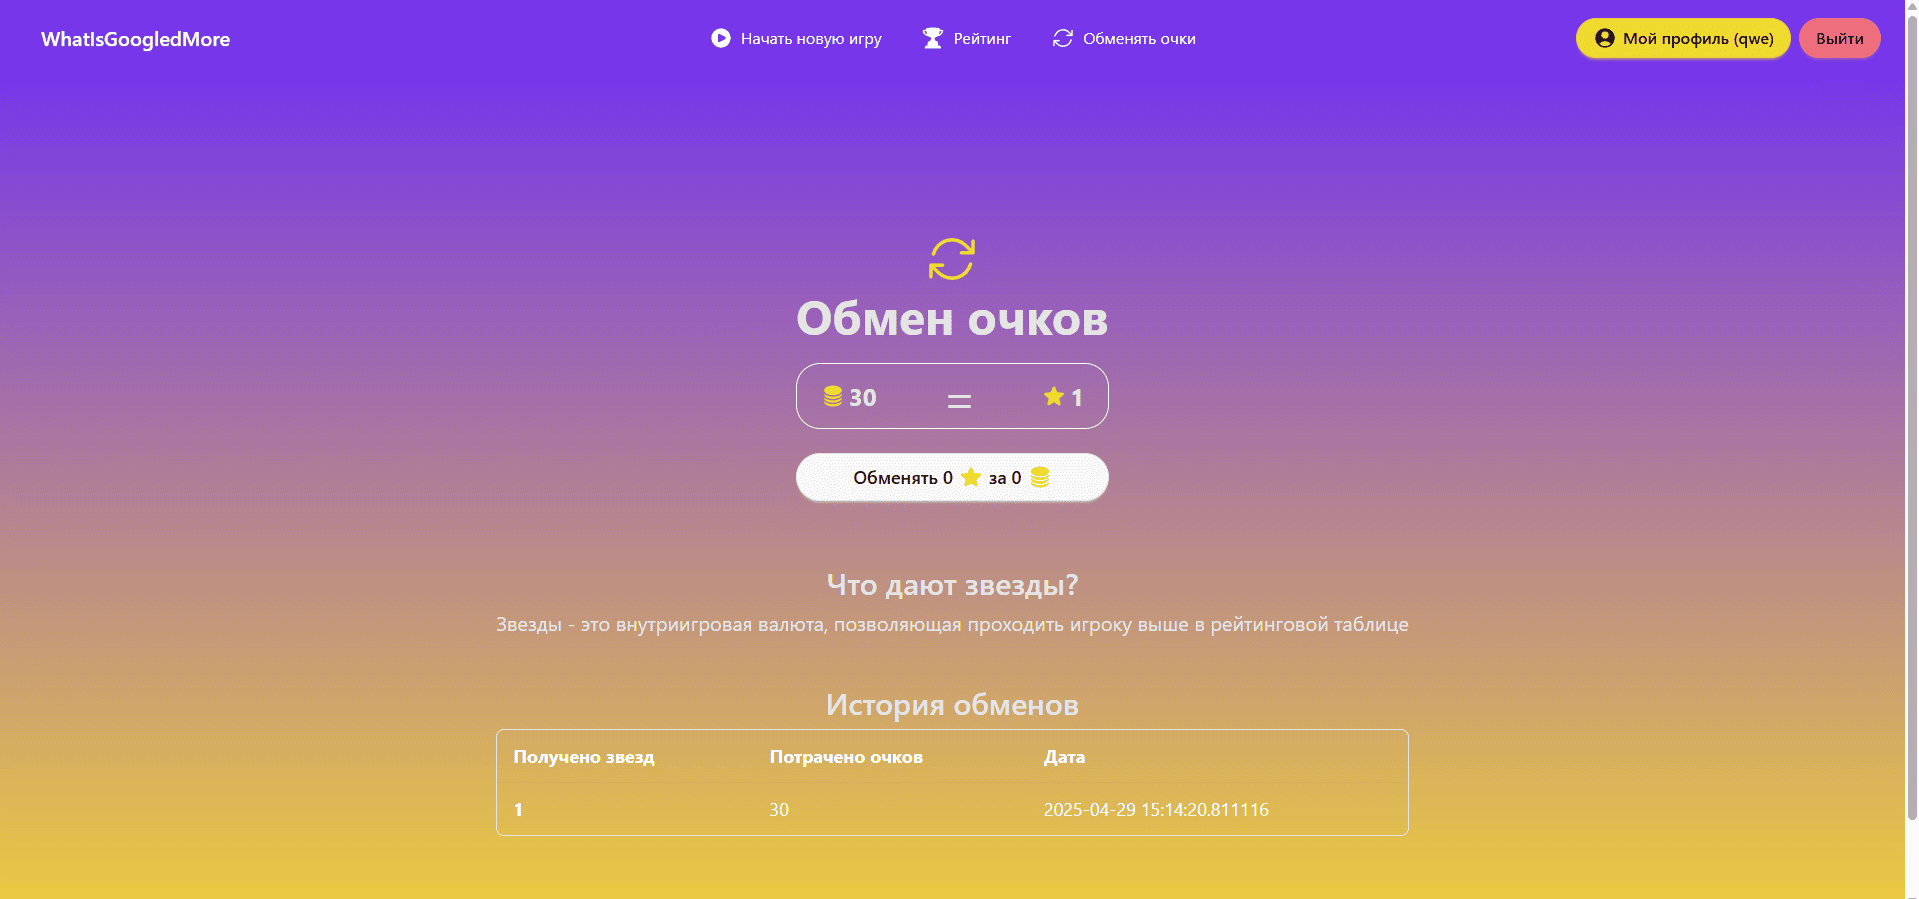 WhatIsGoogledMore
Начать новую игру
Рейтинг
Обменять очки
Мой профиль (qwe)
Выйти
Обмен очков
30 = 1
Обменять 0 за 0
Что дают звезды?
Звезды - это внутриигровая валюта, позволяющая проходить игроку выше в рейтинговой таблице
История обменов
Получено звезд Потрачено очков Дата
1 30 2025-04-29 15:14:20.811116